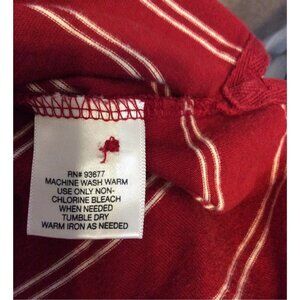 RN# 93677
MACHINE WASH WARM
USE ONLY NON-
CHLORINE BLEACH
WHEN NEEDED
TUMBLE DRY
WARM IRON AS NEEDED